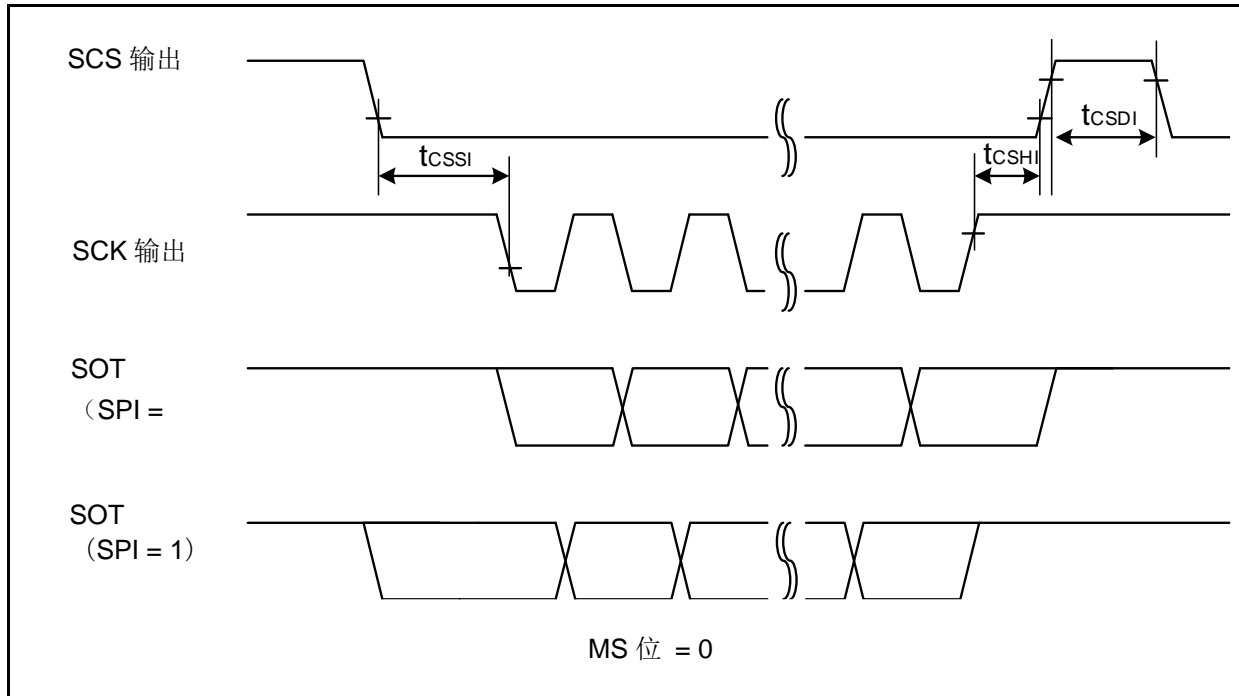 SCS 输出
tCSDI
tCSSI
tCSHI
SCK 输出
SOT
（SPI =
SOT
（SPI = 1）
MS 位 = 0